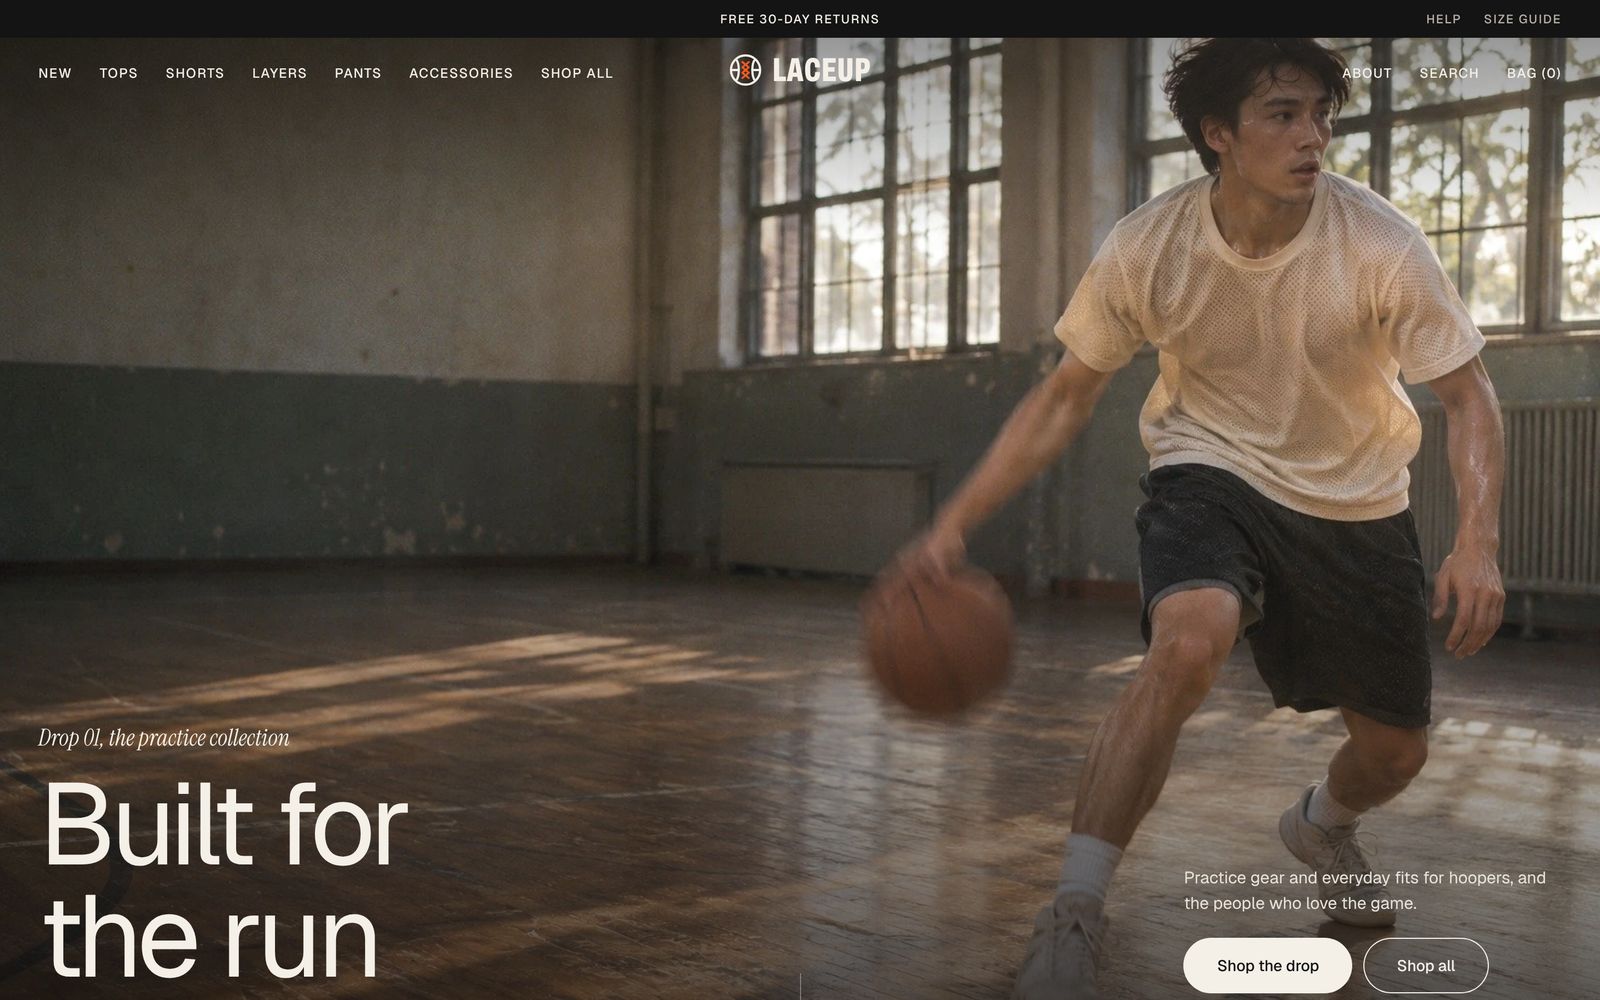 FREE 30-DAY RETURNS
HELP SIZE GUIDE
NEW TOPS SHORTS LAYERS PANTS ACCESSORIES SHOP ALL
LACEUP
ABOUT SEARCH BAG (0)
Drop 01, the practice collection
Built for
the run
Practice gear and everyday fits for hoopers, and
the people who love the game.
Shop the drop
Shop all